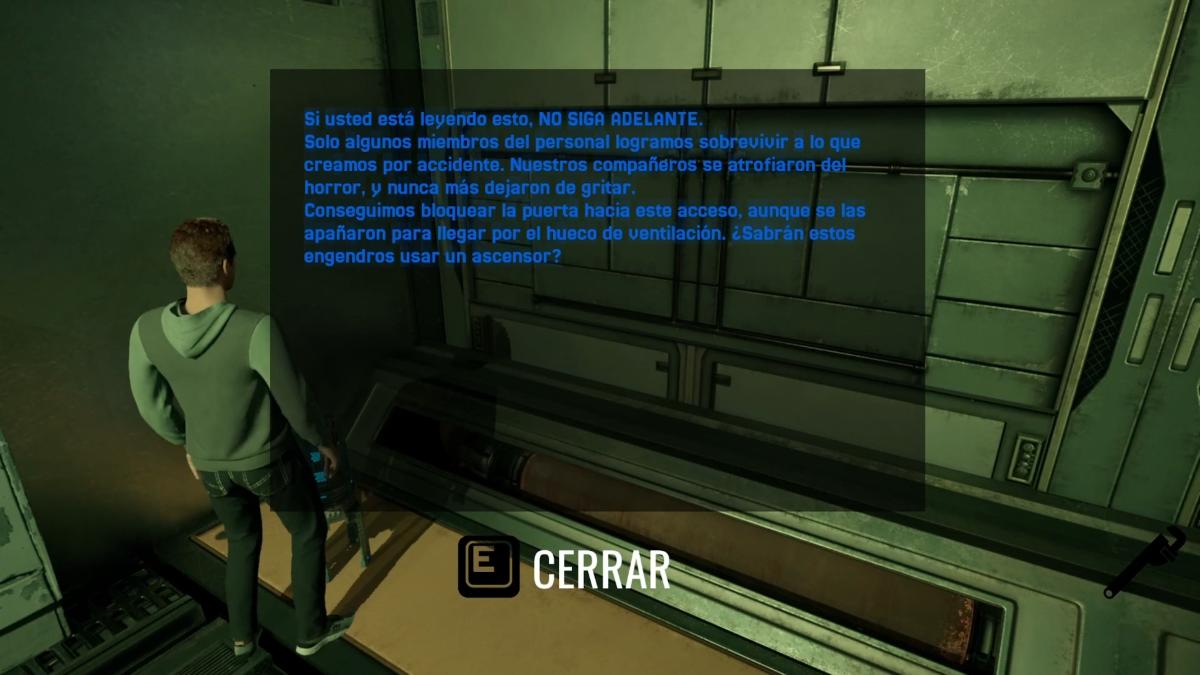 Si usted está leyendo esto, NO SIGA ADELANTE.
Solo algunos miembros del personal logramos sobrevivir a lo que
creamos por accidente. Nuestros compañeros se atrofiaron del
horror, y nunca más dejaron de gritar.
Conseguimos bloquear la puerta hacia este acceso, aunque se las
apañaron para llegar por el hueco de ventilación. ¿Sabrán estos
engendros usar un ascensor?
E CERRAR